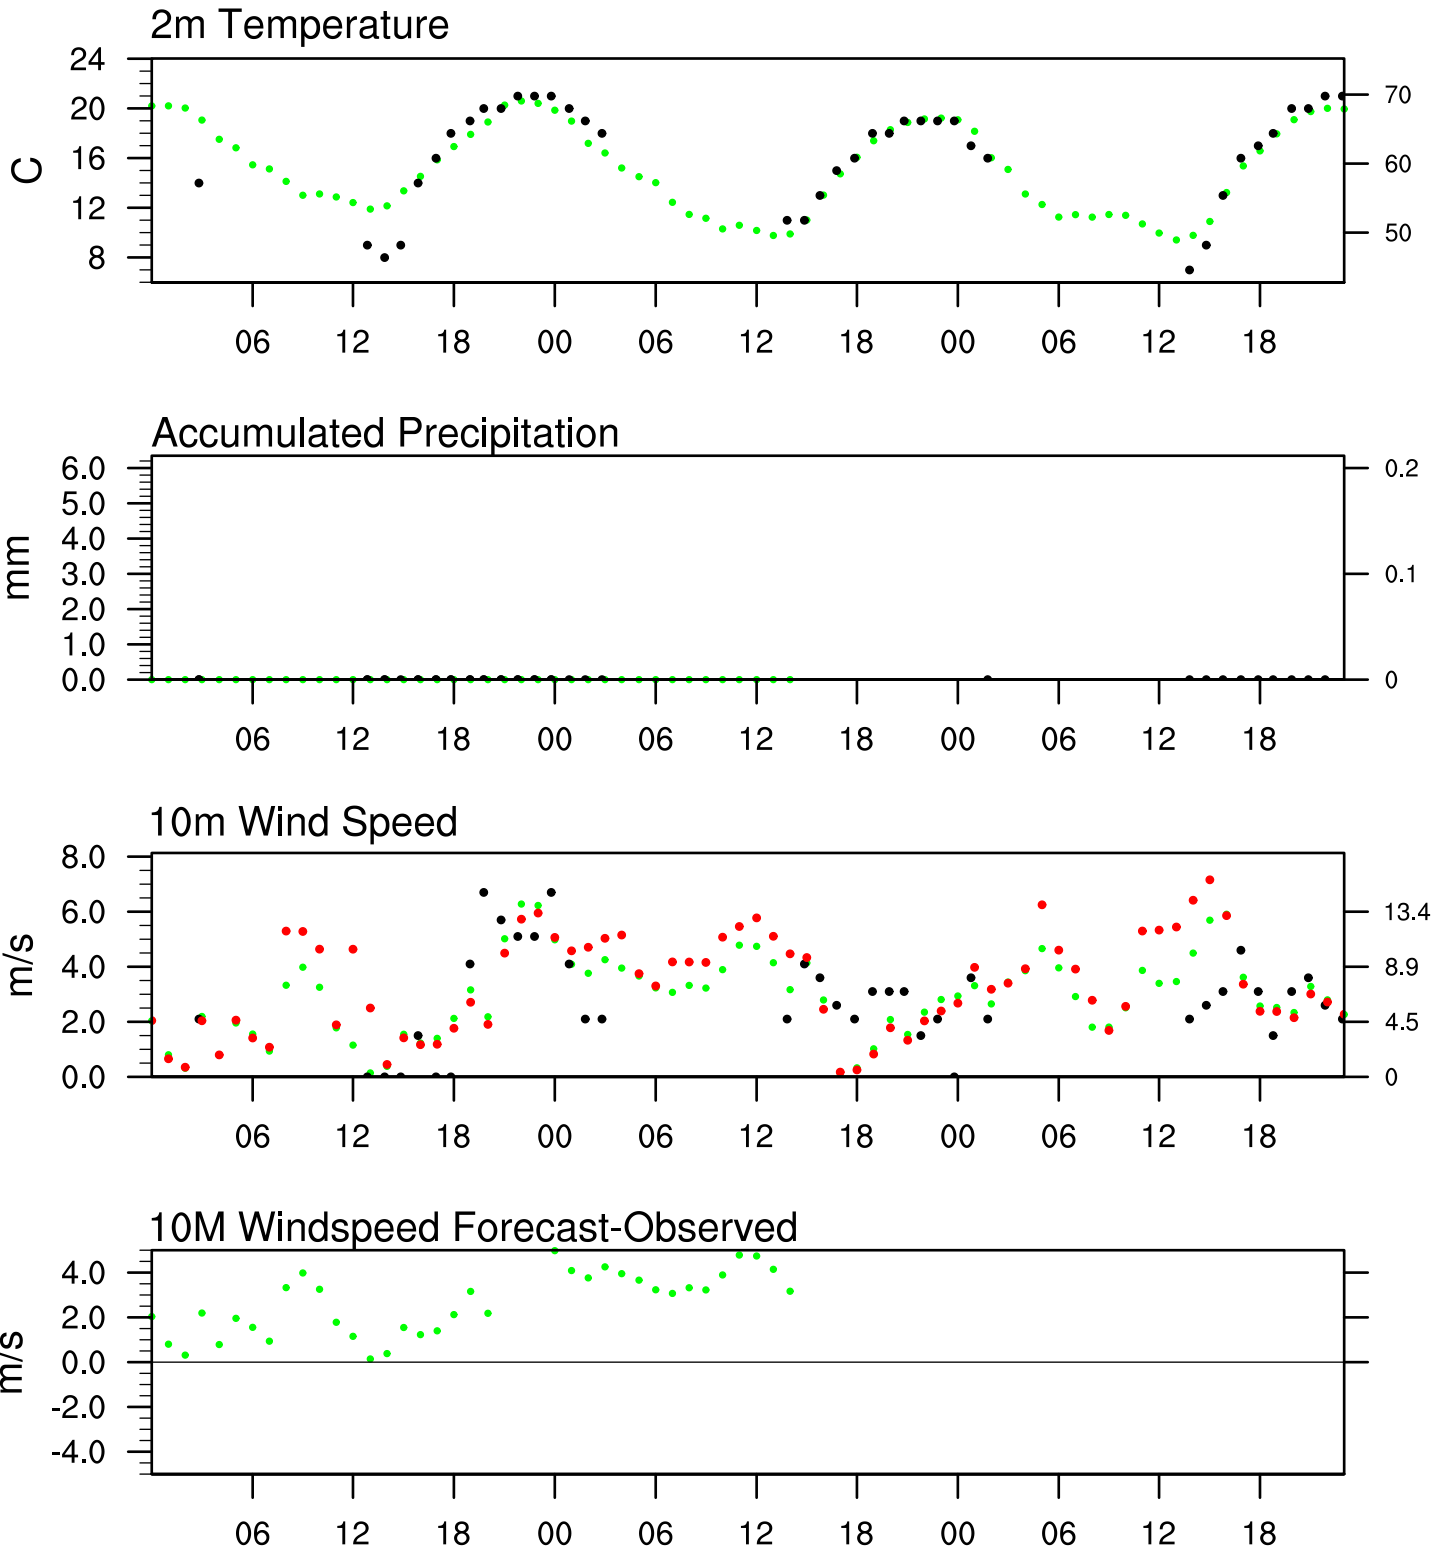 2m Temperature
24
20
16
12
8
C
70
60
50
06 12 18 00 06 12 18 00 06 12 18
Accumulated Precipitation
6.0
5.0
4.0
3.0
2.0
1.0
0.0
mm
0.2
0.1
0
06 12 18 00 06 12 18 00 06 12 18
10m Wind Speed
8.0
6.0
4.0
2.0
0.0
m/s
13.4
8.9
4.5
0
06 12 18 00 06 12 18 00 06 12 18
10M Windspeed Forecast-Observed
4.0
2.0
0.0
-2.0
-4.0
m/s
06 12 18 00 06 12 18 00 06 12 18